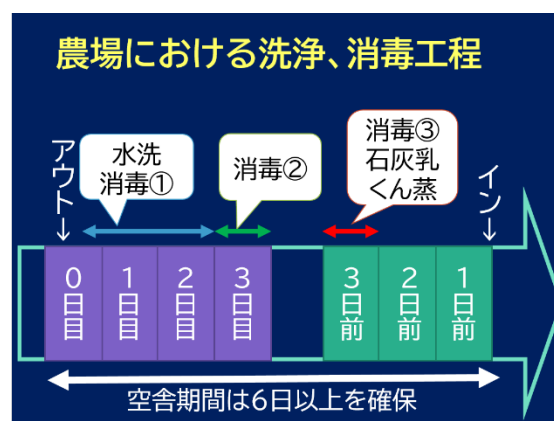 農場における洗浄、消毒工程
アウト→
水洗
消毒①
消毒②
消毒③
石灰乳
くん蒸
イン→
0日目
1日目
2日目
3日目
3日前
2日前
1日前
空舎期間は6日以上を確保